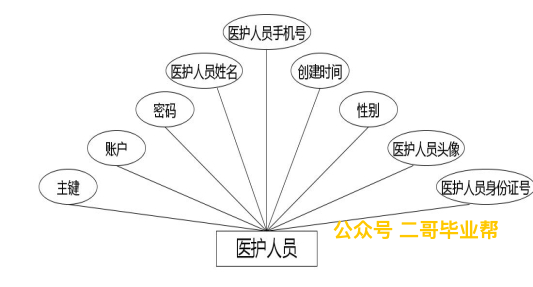 医护人员手机号
医护人员姓名
创建时间
密码
性别
账户
医护人员头像
主键
医护人员身份证号
公众号 二哥毕业帮
医护人员